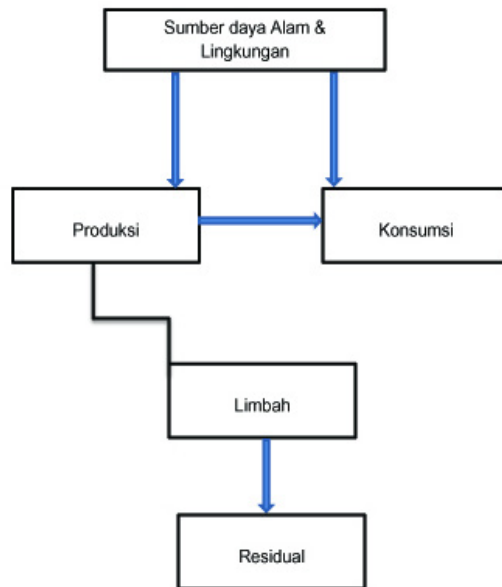 Sumber daya Alam &
Lingkungan
Produksi
Konsumsi
Limbah
Residual